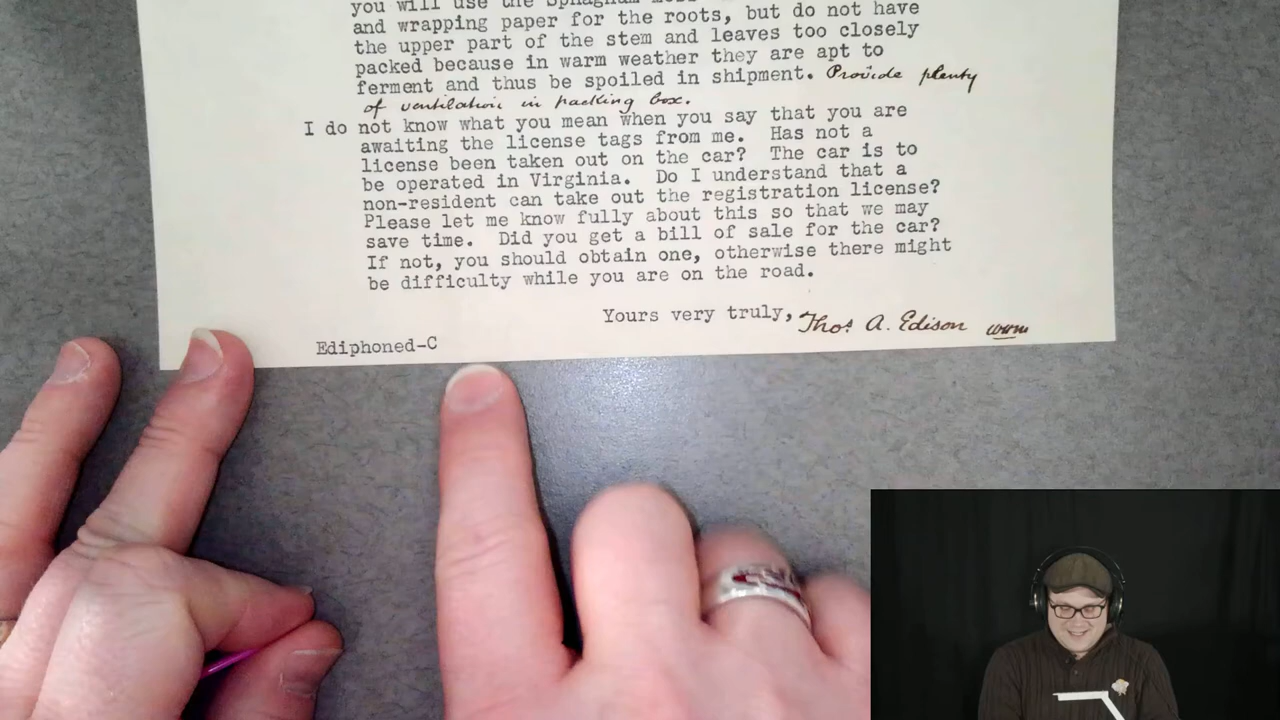 you will use the Sphagnum
and wrapping paper for the roots, but do not have
the upper part of the stem and leaves too closely
packed because in warm weather they are apt to
ferment and thus be spoiled in shipment. Provide plenty
of ventilation in packing box.
I do not know what you mean when you say that you are
awaiting the license tags from me. Has not a
license been taken out on the car? The car is to
be operated in Virginia. Do I understand that a
non-resident can take out the registration license?
Please let me know fully about this so that we may
save time. Did you get a bill of sale for the car?
If not, you should obtain one, otherwise there might
be difficulty while you are on the road.
Yours very truly, Thos A. Edison
Ediphoned-C